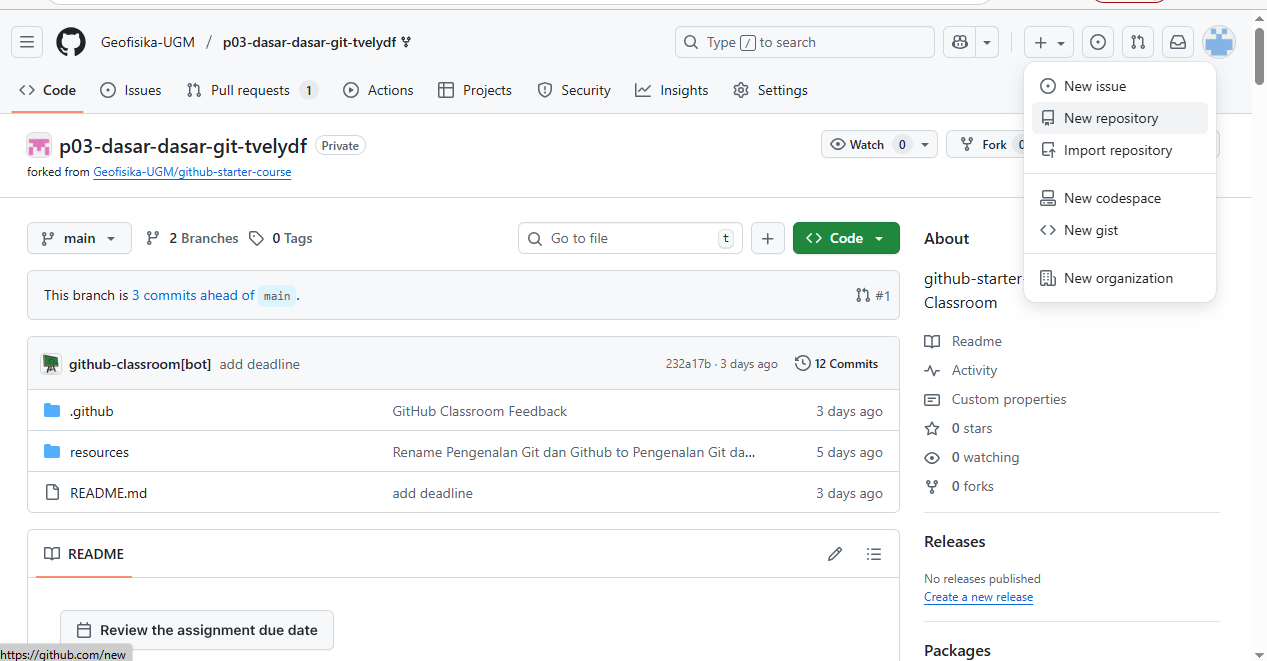 Geofisika-UGM / p03-dasar-dasar-git-tvelydf
Type / to search
Code Issues Pull requests 1 Actions Projects Security Insights Settings
New issue
New repository
Import repository
New codespace
New gist
New organization
p03-dasar-dasar-git-tvelydf Private
forked from Geofisika-UGM/github-starter-course
Watch 0 Fork 0
main 2 Branches 0 Tags
Go to file t
Code
This branch is 3 commits ahead of main .
#1
github-classroom[bot] add deadline 232a17b · 3 days ago 12 Commits
.github GitHub Classroom Feedback 3 days ago
resources Rename Pengenalan Git dan Github to Pengenalan Git da... 5 days ago
README.md add deadline 3 days ago
README
Review the assignment due date
About
github-starter-
Classroom
Readme
Activity
Custom properties
0 stars
0 watching
0 forks
Releases
No releases published
Create a new release
Packages
https://github.com/new